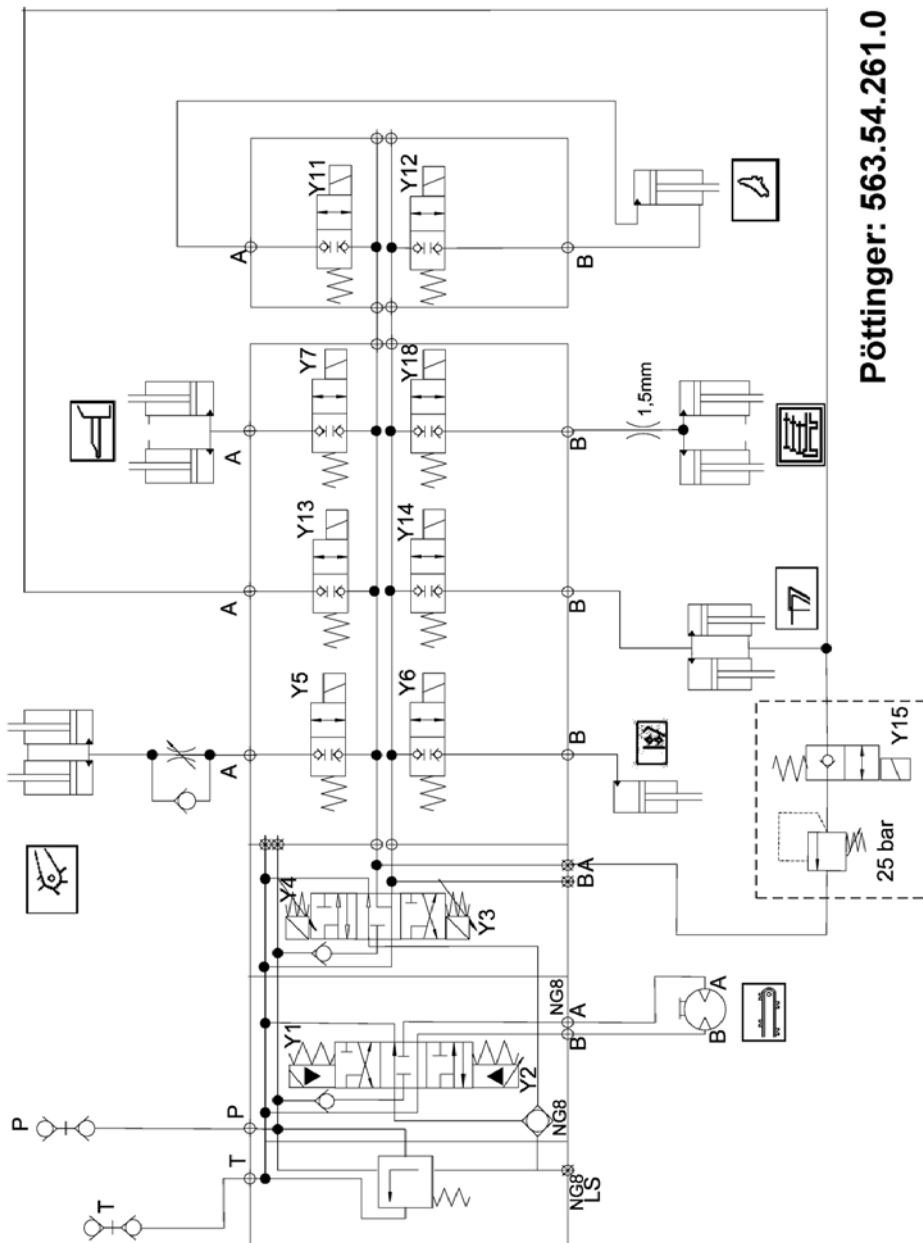 Pöttinger: 563.54.261.0
T
P
T
P
Y1
Y2
NG8
NG8
LS
NG8
B
A
B
A
Y4
Y3
B
A
Y5
Y6
A
B
Y13
Y14
A
B
Y7
Y18
A
B
1,5mm
Y11
Y12
A
B
Y15
25 bar